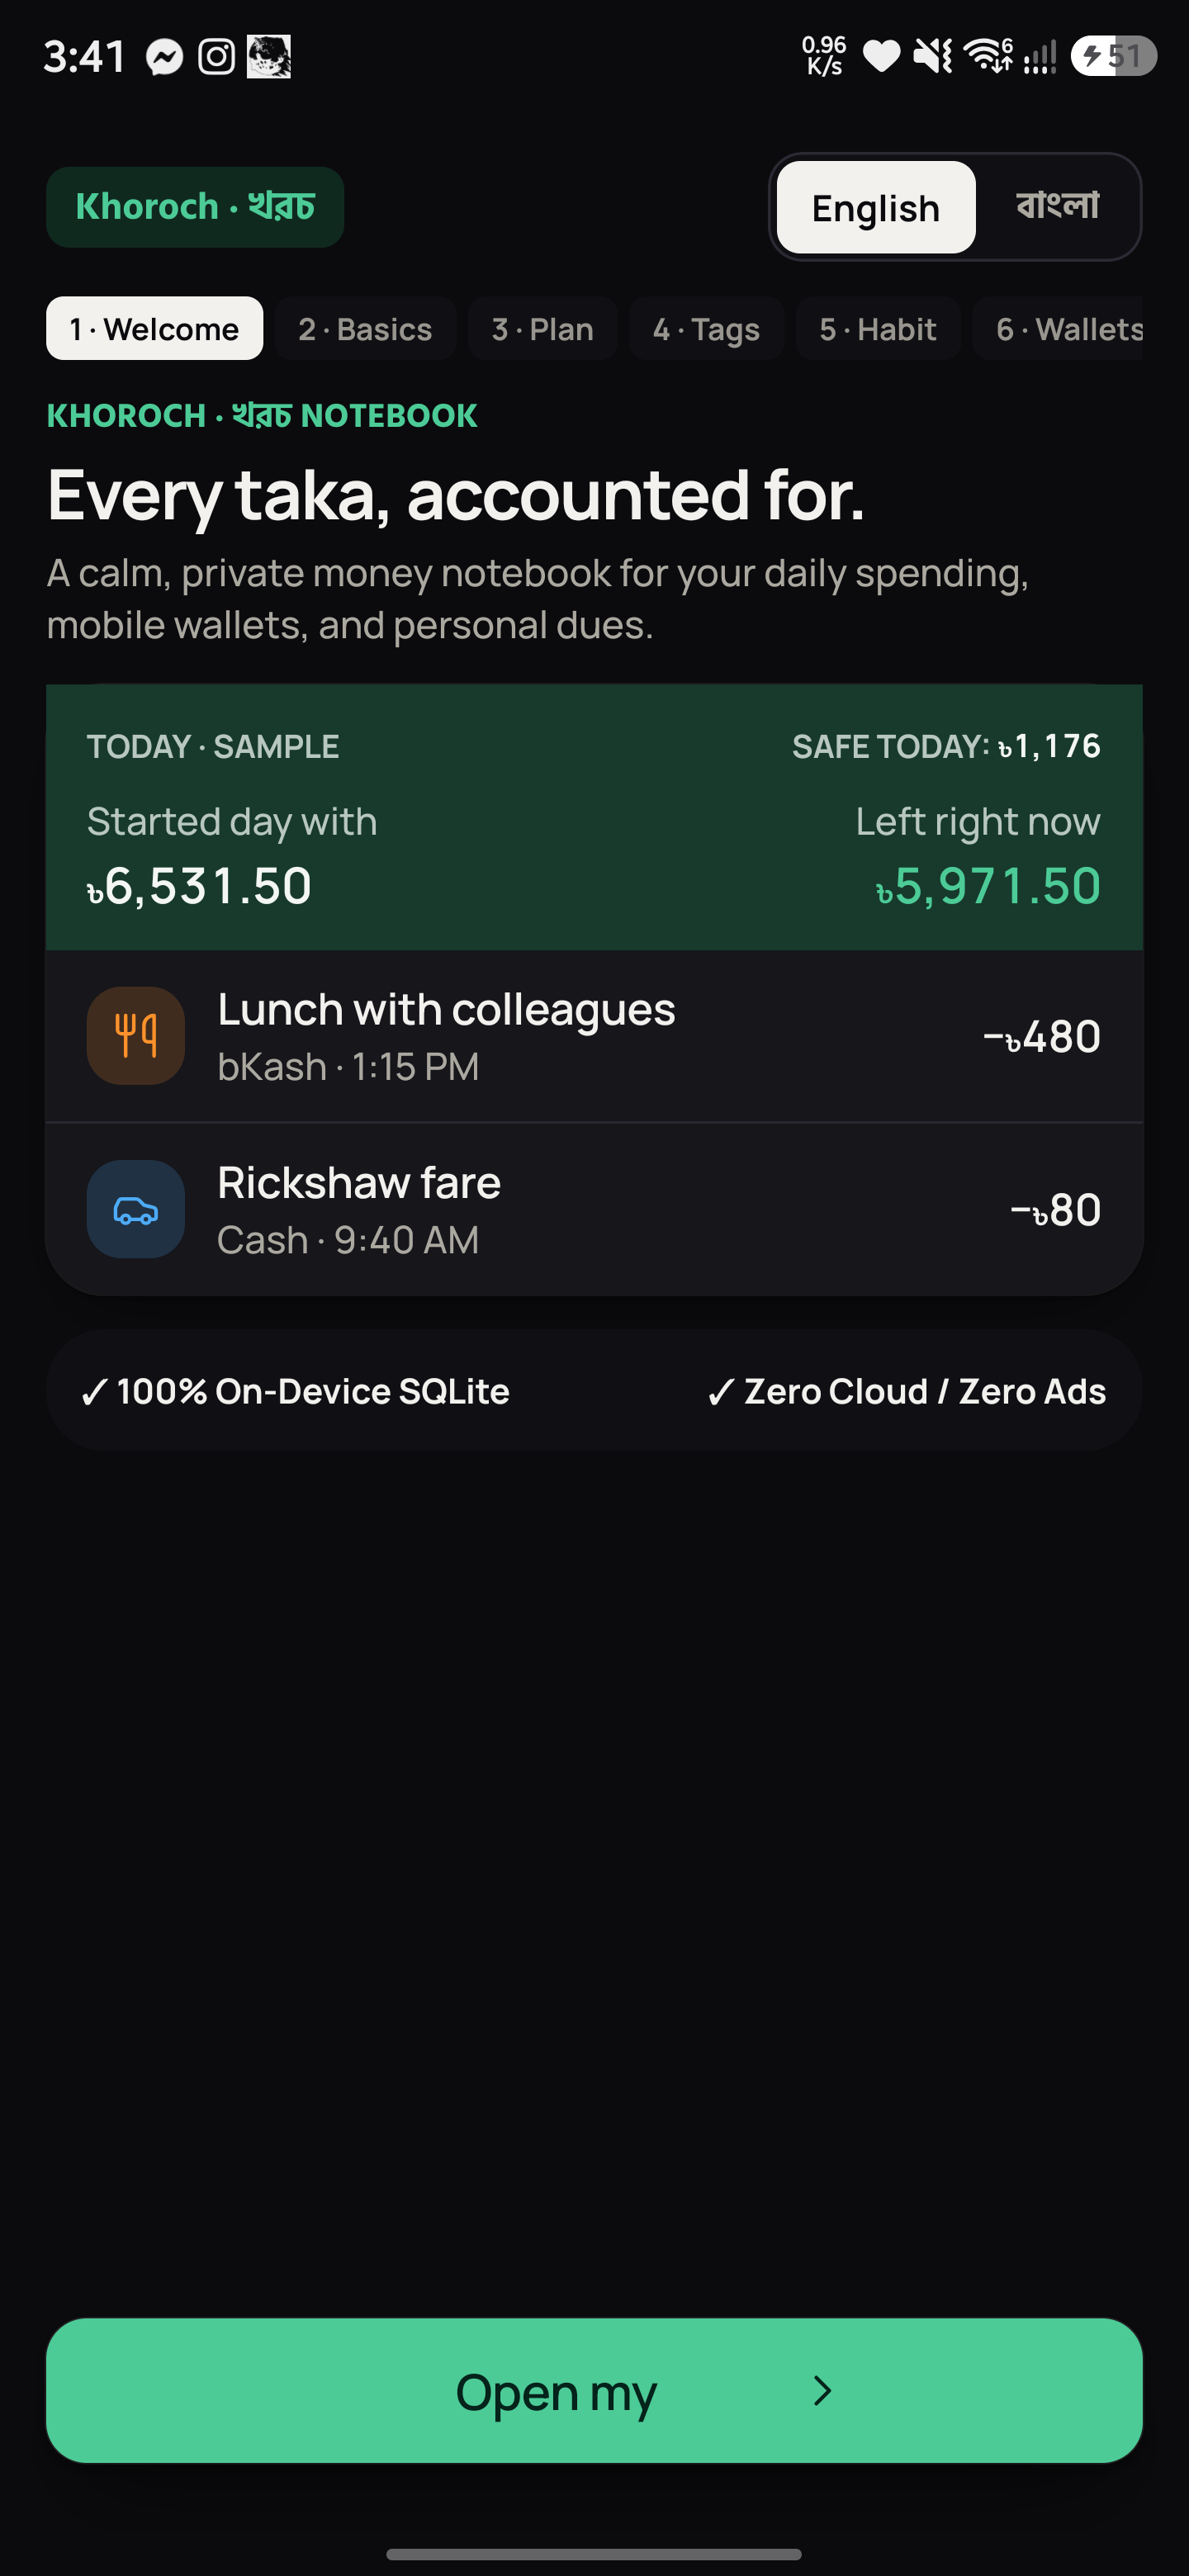 3:41
0.96 K/s
6
51
Khoroch · খরচ
English
বাংলা
1 · Welcome
2 · Basics
3 · Plan
4 · Tags
5 · Habit
6 · Wallets
KHOROCH · খরচ NOTEBOOK
Every taka, accounted for.
A calm, private money notebook for your daily spending,
mobile wallets, and personal dues.
TODAY · SAMPLE
SAFE TODAY: ৳1,176
Started day with
Left right now
৳6,531.50
৳5,971.50
Lunch with colleagues
−৳480
bKash · 1:15 PM
Rickshaw fare
−৳80
Cash · 9:40 AM
✓ 100% On-Device SQLite
✓ Zero Cloud / Zero Ads
Open my